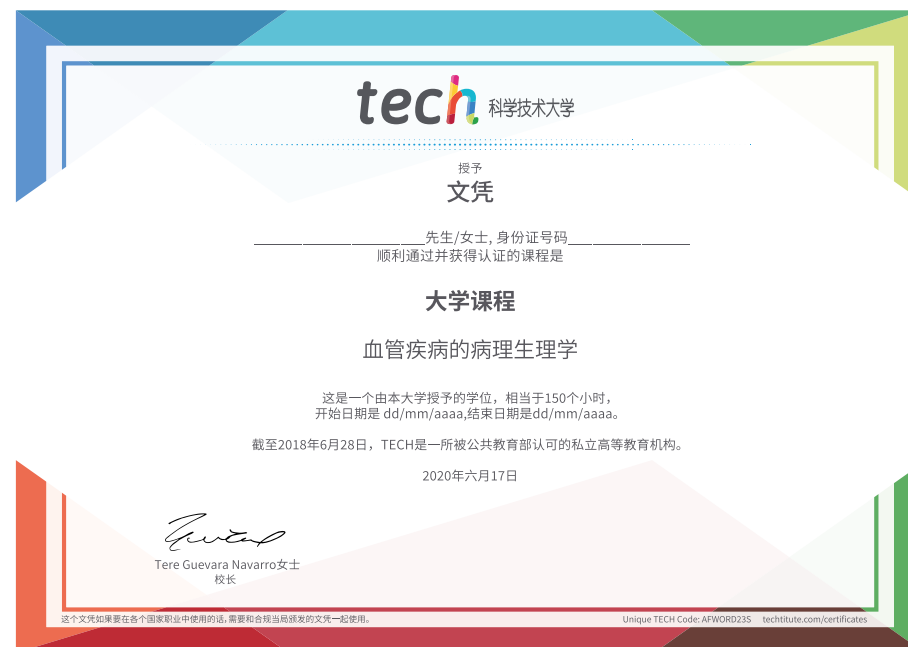 tech 科学技术大学
授予
文凭
_____________________先生/女士, 身份证号码_______________
顺利通过并获得认证的课程是
大学课程
血管疾病的病理生理学
这是一个由本大学授予的学位，相当于150个小时，
开始日期是 dd/mm/aaaa,结束日期是dd/mm/aaaa。
截至2018年6月28日，TECH是一所被公共教育部认可的私立高等教育机构。
2020年六月17日
Tere Guevara Navarro女士
校长
这个文凭如果要在各个国家职业中使用的话,需要和合规当局颁发的文凭一起使用。
Unique TECH Code: AFWORD23S techtitute.com/certificates